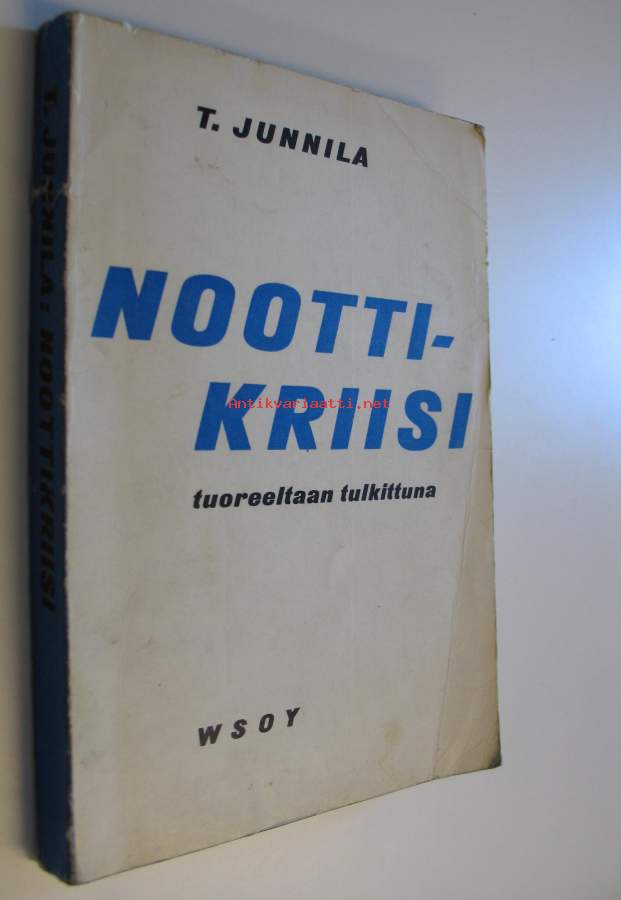 T. JUNNILA
NOOTTI-
KRIISI
Antikvariaatti.net
tuoreeltaan tulkittuna
WSOY
T. JUNNILA: NOOTTIKRIISI